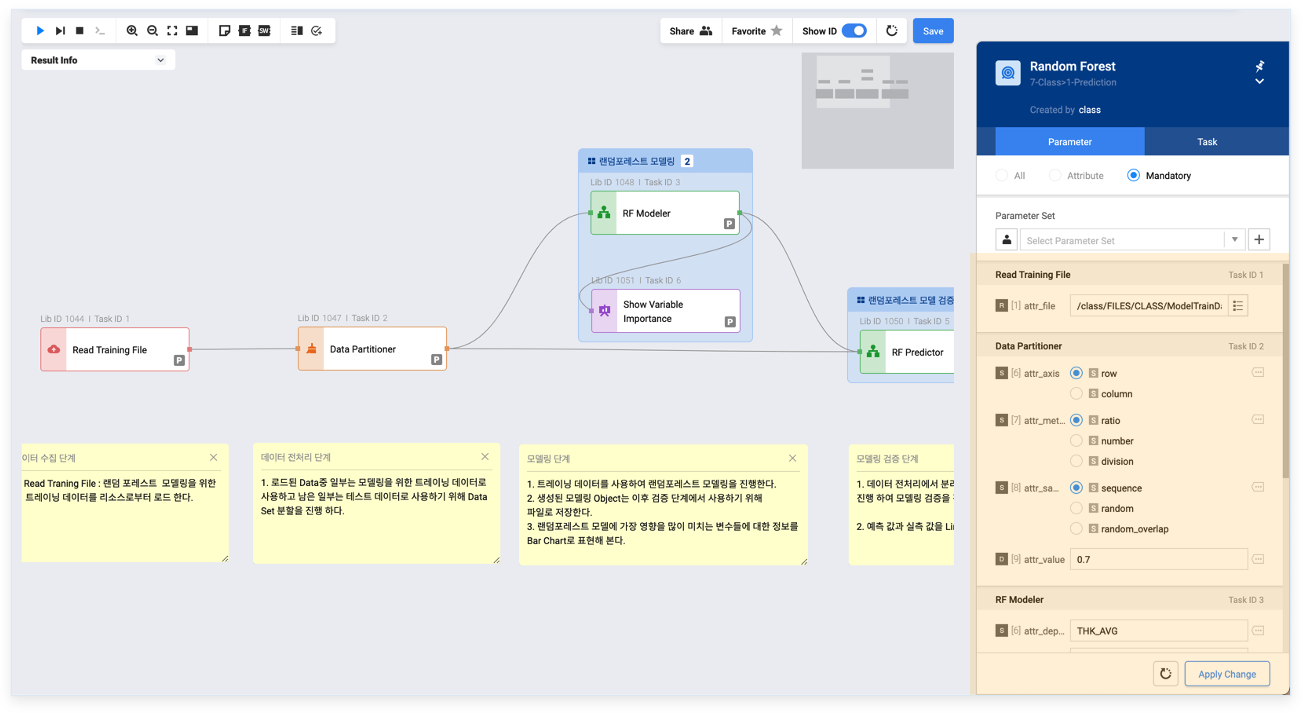 IF
SW
Share
Favorite
Show ID
Save
Result Info
Random Forest
7-Class>1-Prediction
Created by class
Parameter
Task
All
Attribute
Mandatory
Parameter Set
Select Parameter Set
Read Training File
Task ID 1
R [1] attr_file
/class/FILES/CLASS/ModelTrainD
Data Partitioner
Task ID 2
S [6] attr_axis
S row
S column
S [7] attr_met...
S ratio
S number
S division
S [8] attr_sa...
S sequence
S random
S random_overlap
D [9] attr_value
0.7
RF Modeler
Task ID 3
S [6] attr_dep...
THK_AVG
Apply Change
랜덤포레스트 모델링 2
Lib ID 1048 | Task ID 3
RF Modeler
P
Lib ID 1051 | Task ID 6
Show Variable
Importance
P
랜덤포레스트 모델 검증
Lib ID 1050 | Task ID 5
RF Predictor
Lib ID 1044 | Task ID 1
Read Training File
P
Lib ID 1047 | Task ID 2
Data Partitioner
P
이터 수집 단계
Read Traning File : 랜덤 포레스트 모델링을 위한
트레이닝 데이터를 리소스로부터 로드 한다.
데이터 전처리 단계
1. 로드된 Data중 일부는 모델링을 위한 트레이닝 데이터로
사용하고 남은 일부는 테스트 데이터로 사용하기 위해 Data
Set 분할을 진행 하다.
모델링 단계
1. 트레이닝 데이터를 사용하여 랜덤포레스트 모델링을 진행한다.
2. 생성된 모델링 Object는 이후 검증 단계에서 사용하기 위해
파일로 저장한다.
3. 랜덤포레스트 모델에 가장 영향을 많이 미치는 변수들에 대한 정보를
Bar Chart로 표현해 본다.
모델링 검증 단계
1. 데이터 전처리에서 분리
진행 하여 모델링 검증을
2. 예측 값과 실측 값을 Li